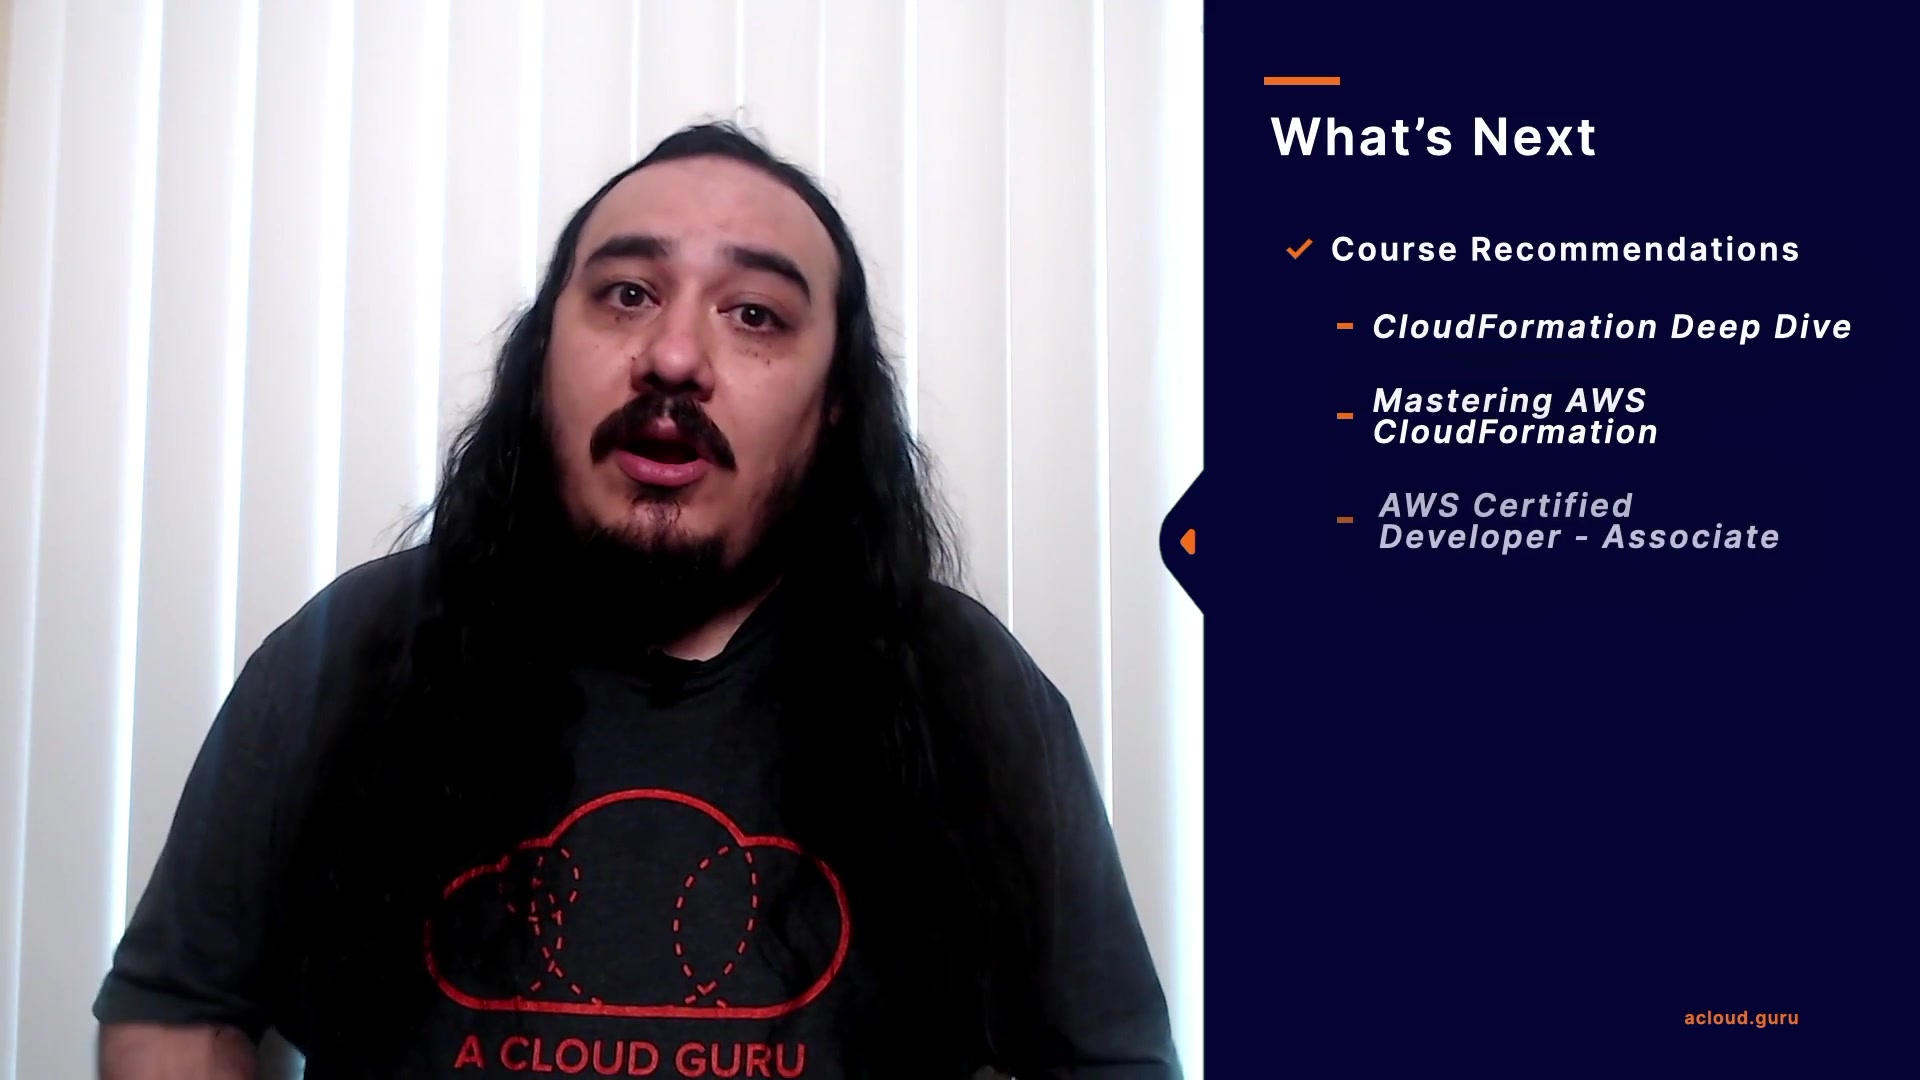 What’s Next
Course Recommendations
CloudFormation Deep Dive
Mastering AWS
CloudFormation
AWS Certified
Developer - Associate
acloud.guru
A CLOUD GURU